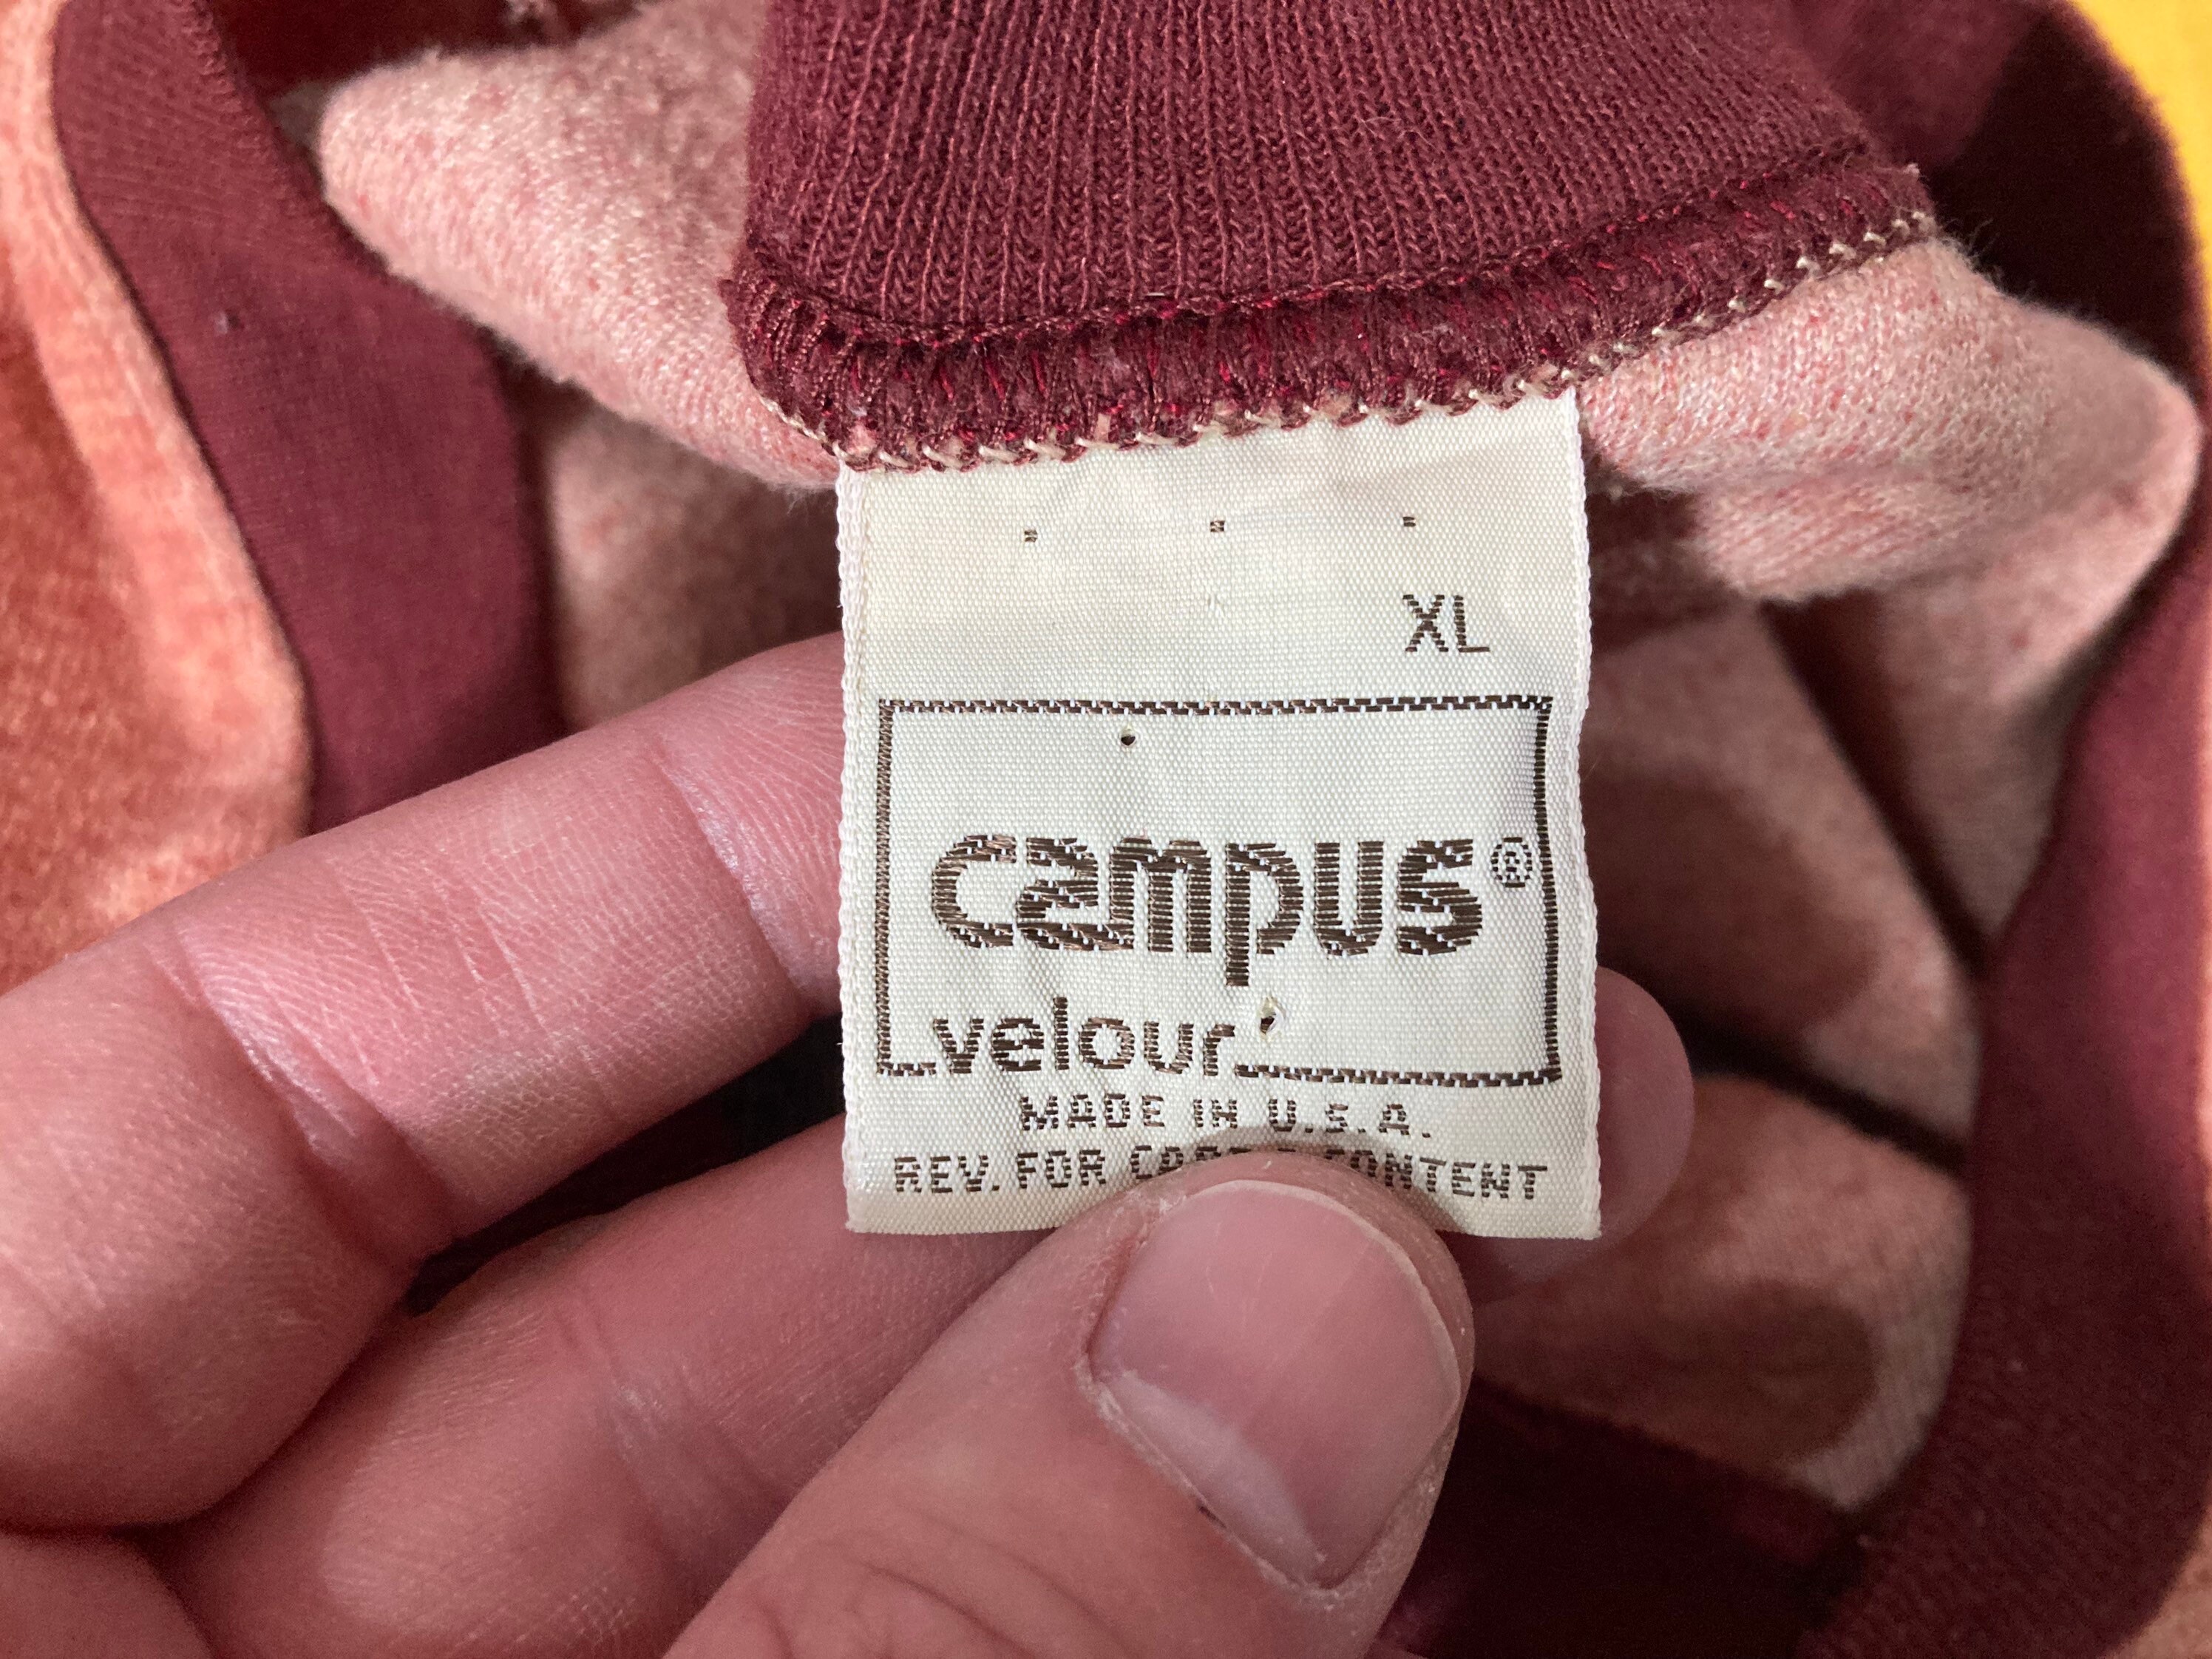 XL
campus®
velour
MADE IN U.S.A.
REV. FOR CONTENT